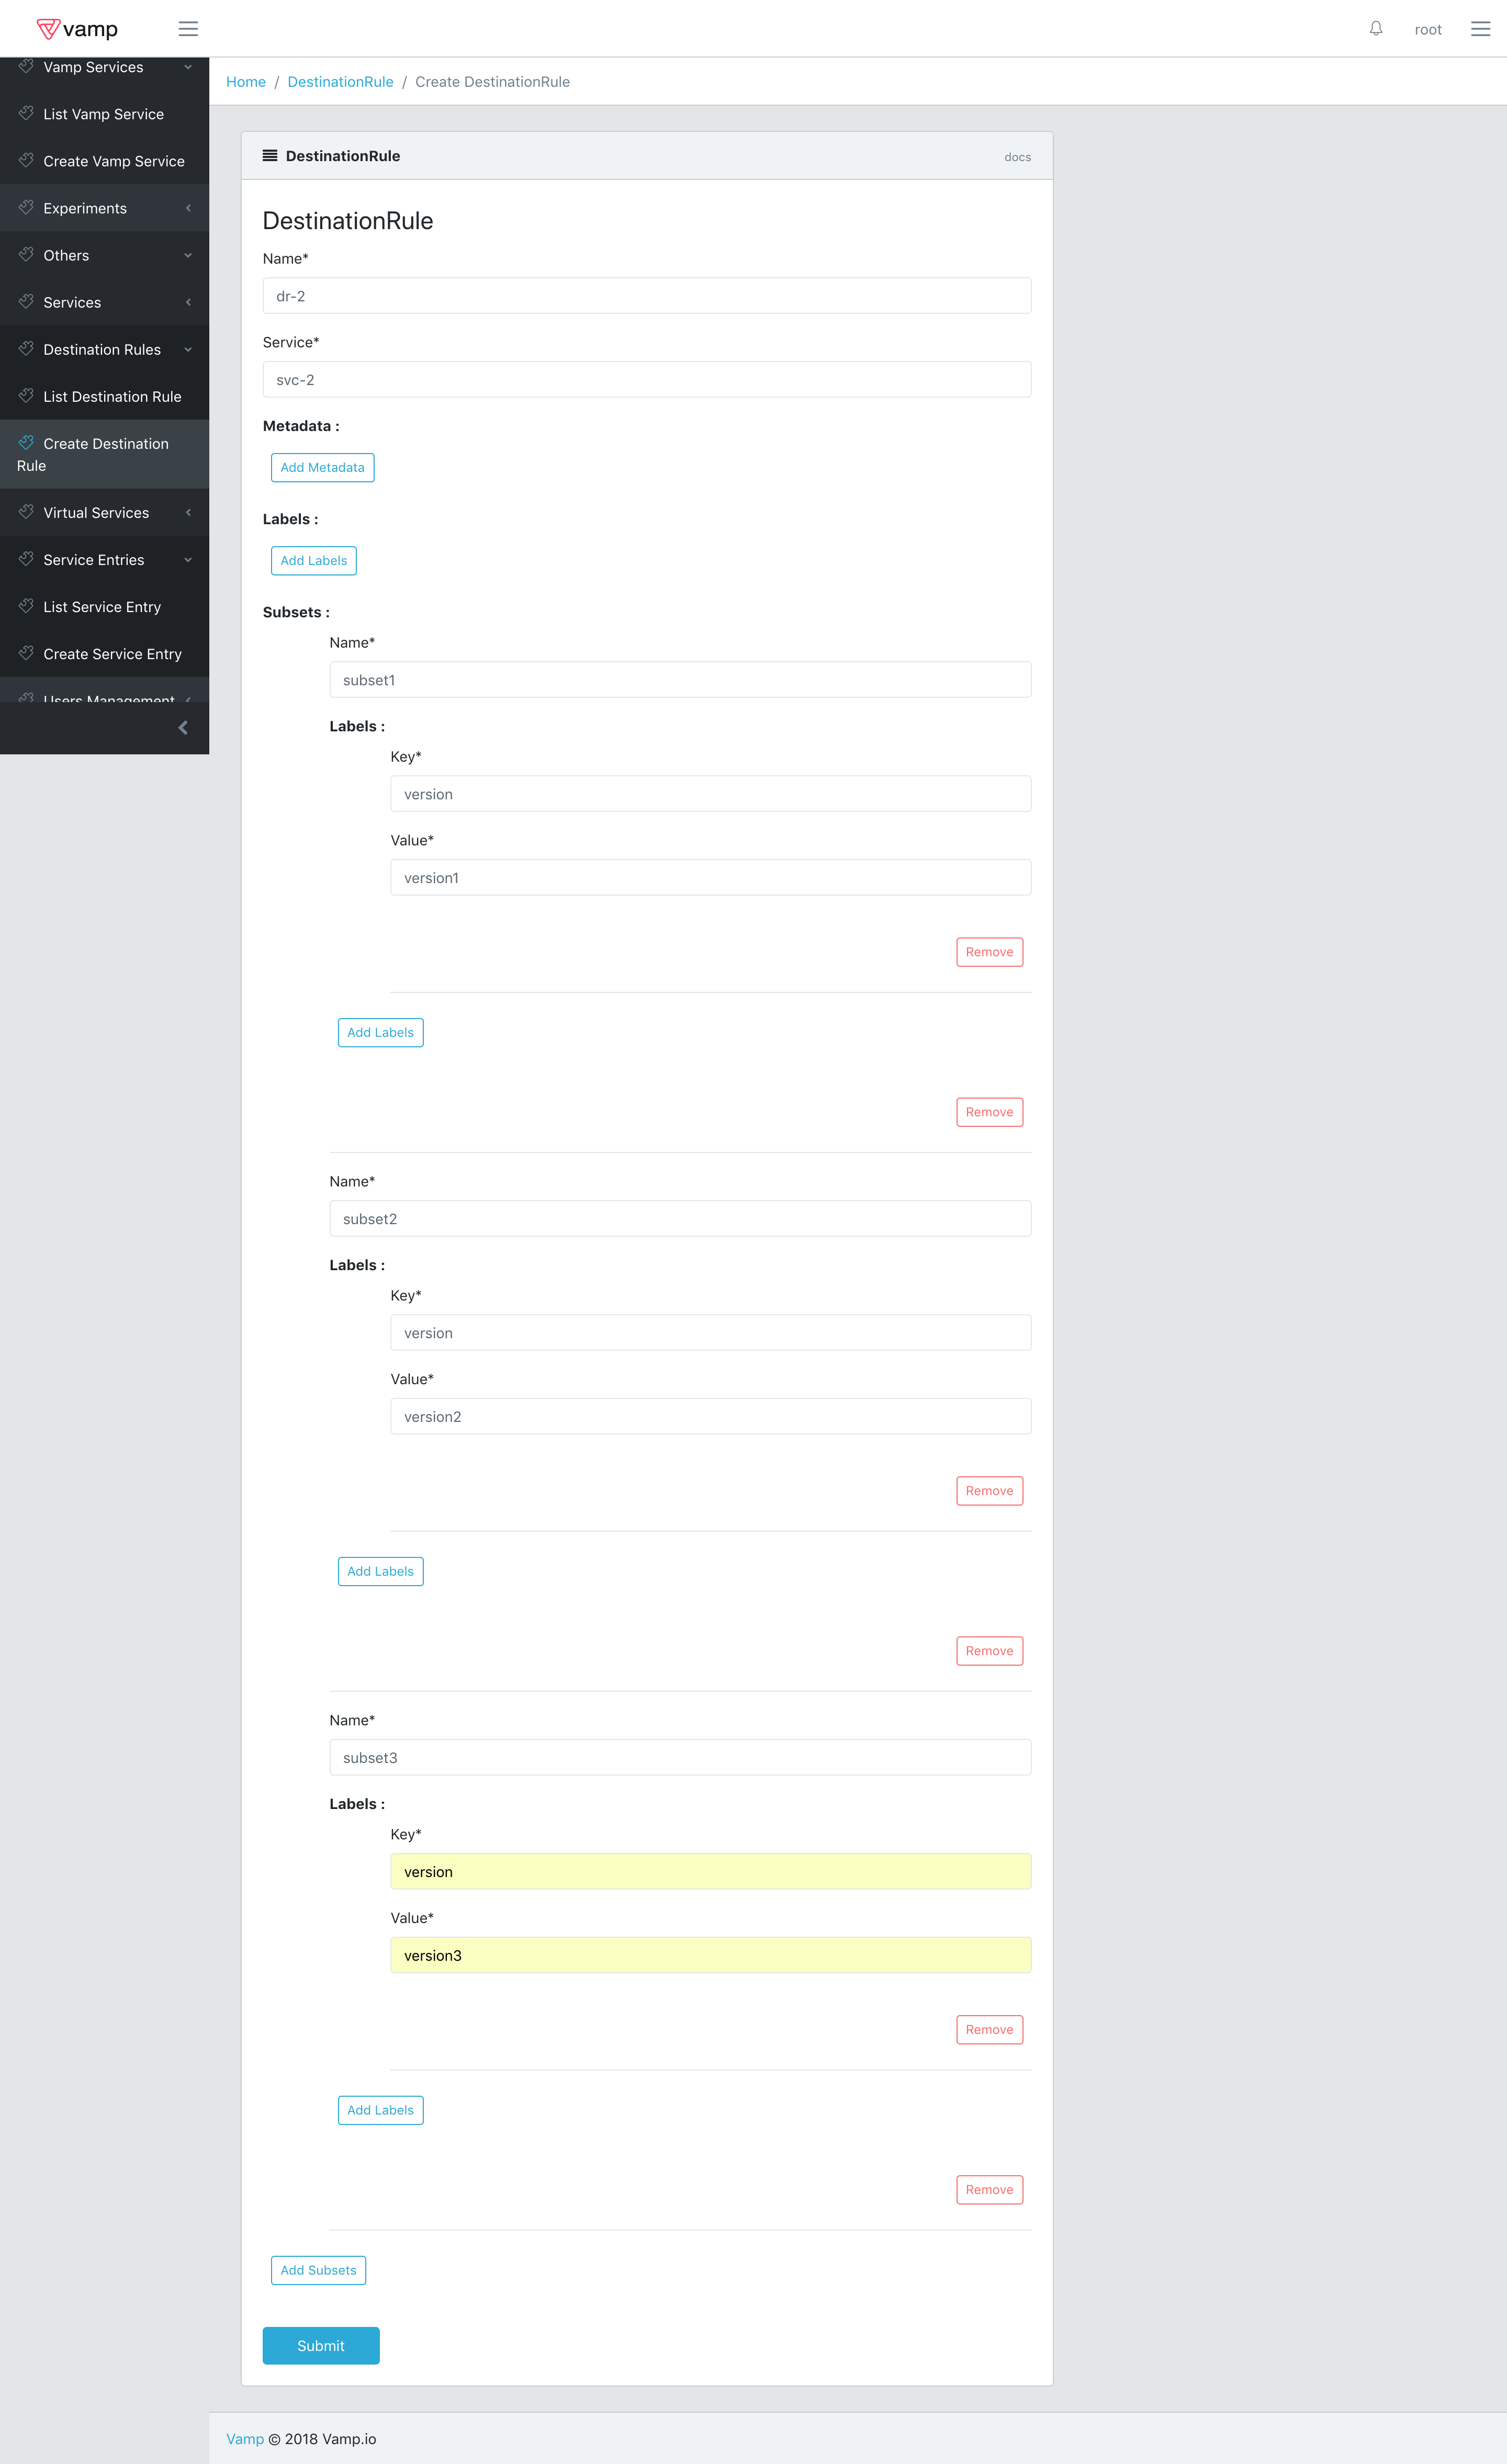 vamp
root
Vamp Services
List Vamp Service
Create Vamp Service
Experiments
Others
Services
Destination Rules
List Destination Rule
Create Destination
Rule
Virtual Services
Service Entries
List Service Entry
Create Service Entry
Users Management
Home / DestinationRule / Create DestinationRule
DestinationRule
docs
DestinationRule
Name*
dr-2
Service*
svc-2
Metadata :
Add Metadata
Labels :
Add Labels
Subsets :
Name*
subset1
Labels :
Key*
version
Value*
version1
Remove
Add Labels
Remove
Name*
subset2
Labels :
Key*
version
Value*
version2
Remove
Add Labels
Remove
Name*
subset3
Labels :
Key*
version
Value*
version3
Remove
Add Labels
Remove
Add Subsets
Submit
Vamp © 2018 Vamp.io